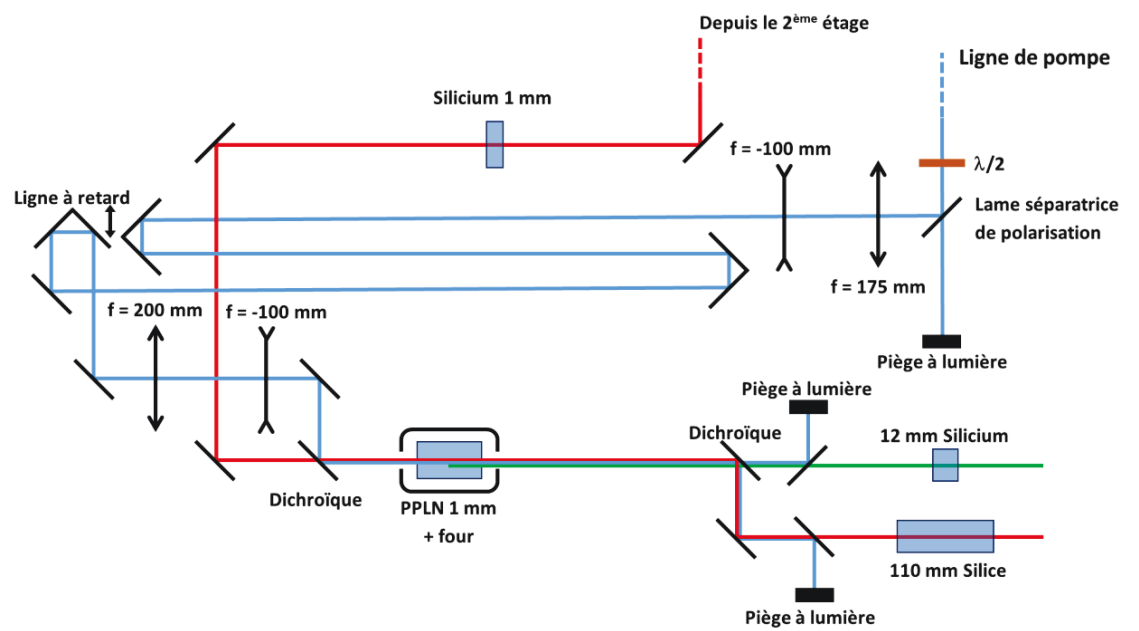 Depuis le 2ème étage
Ligne de pompe
Silicium 1 mm
f = -100 mm
λ/2
Ligne à retard
Lame séparatrice
de polarisation
f = 175 mm
f = 200 mm
f = -100 mm
Piège à lumière
Piège à lumière
Dichroïque
12 mm Silicium
Dichroïque
PPLN 1 mm
+ four
110 mm Silice
Piège à lumière